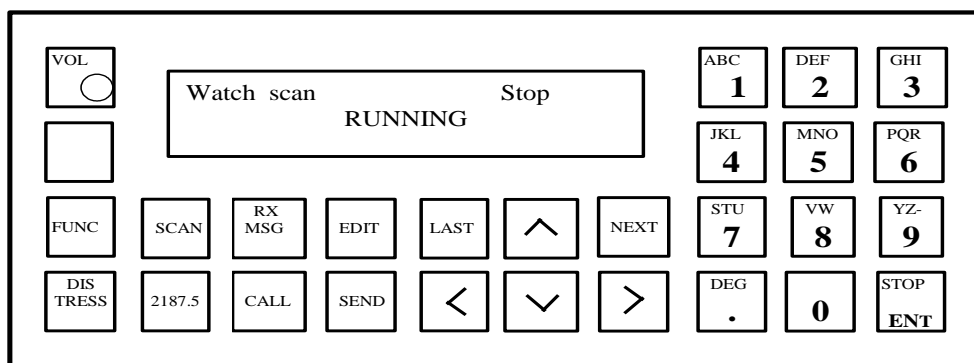 VOL
Watch scan Stop
RUNNING
ABC
1
DEF
2
GHI
3
JKL
4
MNO
5
PQR
6
FUNC
SCAN
RX
MSG
EDIT
LAST
NEXT
STU
7
VW
8
YZ-
9
DIS
TRESS
2187.5
CALL
SEND
DEG
.
0
STOP
ENT